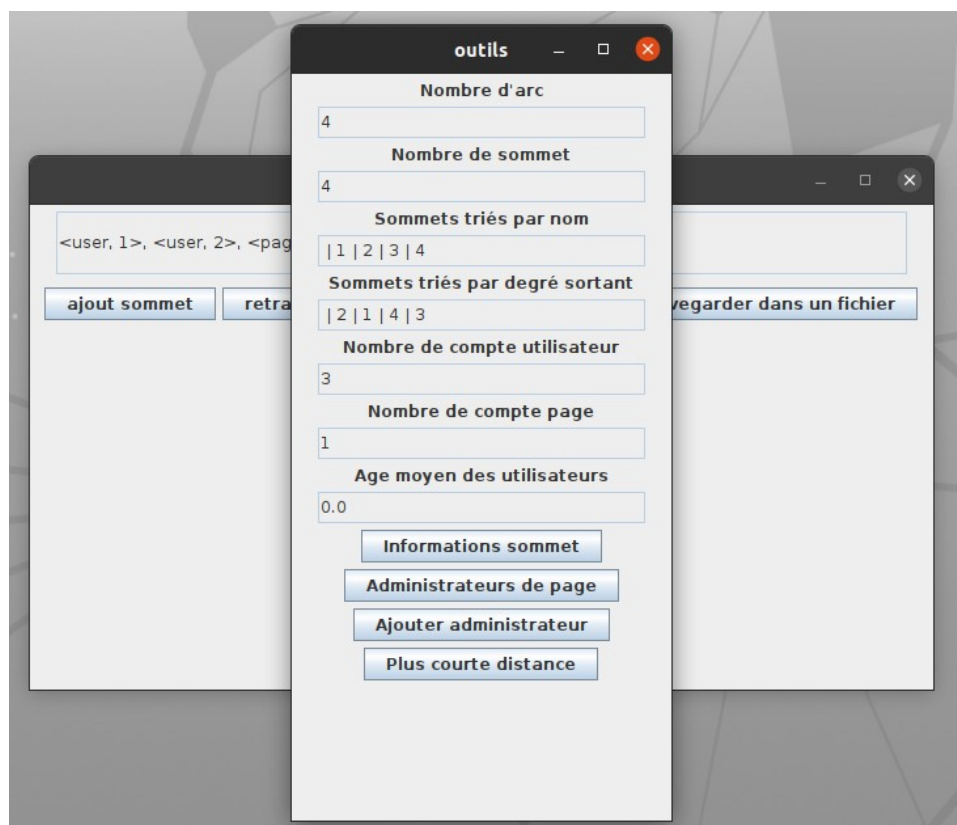 outils
Nombre d'arc
4
Nombre de sommet
4
Sommets triés par nom
| 1 | 2 | 3 | 4
Sommets triés par degré sortant
| 2 | 1 | 4 | 3
Nombre de compte utilisateur
3
Nombre de compte page
1
Age moyen des utilisateurs
0.0
Informations sommet
Administrateurs de page
Ajouter administrateur
Plus courte distance
<user, 1>, <user, 2>, <pag
ajout sommet
retra
vegarder dans un fichier